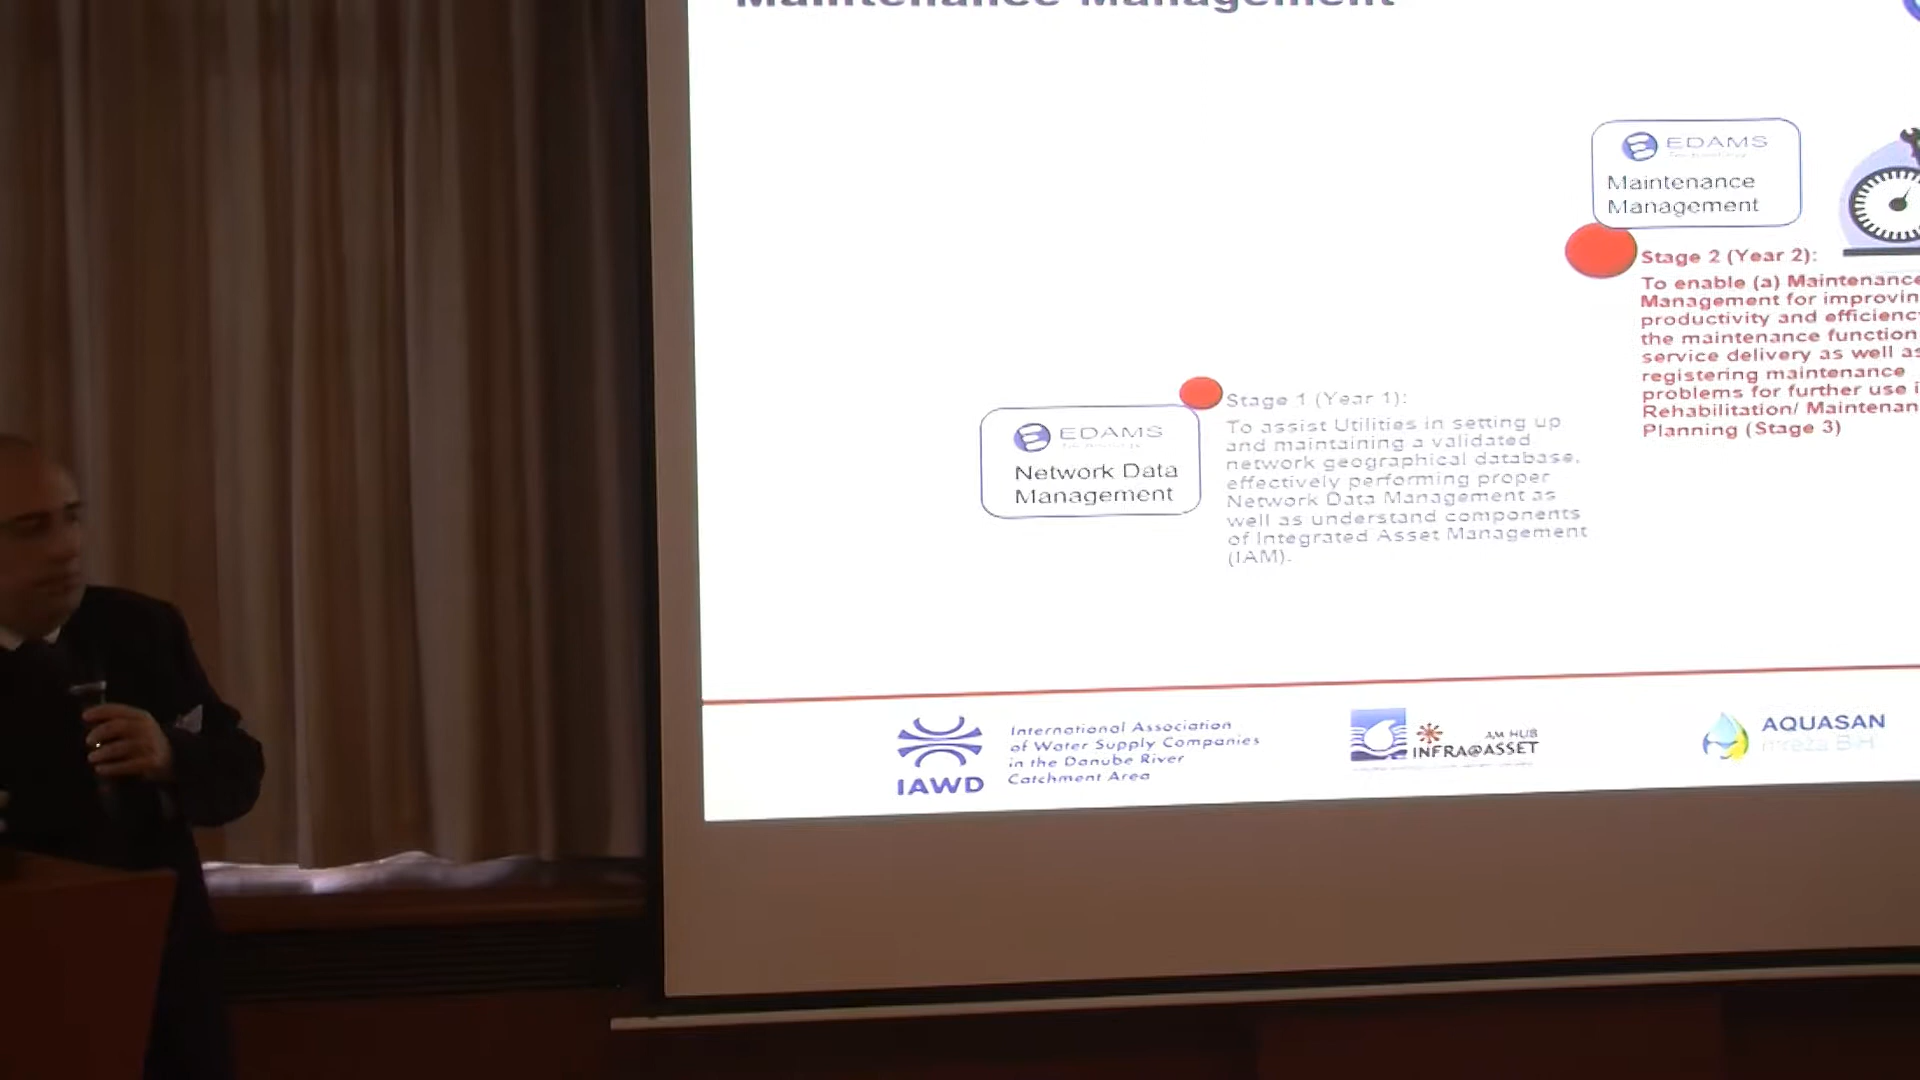 Maintenance Management
EDAMS
Technology
Maintenance
Management
Stage 2 (Year 2):
To enable (a) Maintenance
Management for improvin
productivity and efficienc
the maintenance function
service delivery as well as
registering maintenance
problems for further use i
Rehabilitation/ Maintenan
Planning (Stage 3)
EDAMS
Technology
Network Data
Management
Stage 1 (Year 1):
To assist Utilities in setting up
and maintaining a validated
network geographical database,
effectively performing proper
Network Data Management as
well as understand components
of Integrated Asset Management
(IAM).
IAWD
International Association
of Water Supply Companies
in the Danube River
Catchment Area
AM HUB
INFRA@ASSET
AQUASAN
mreža BiH